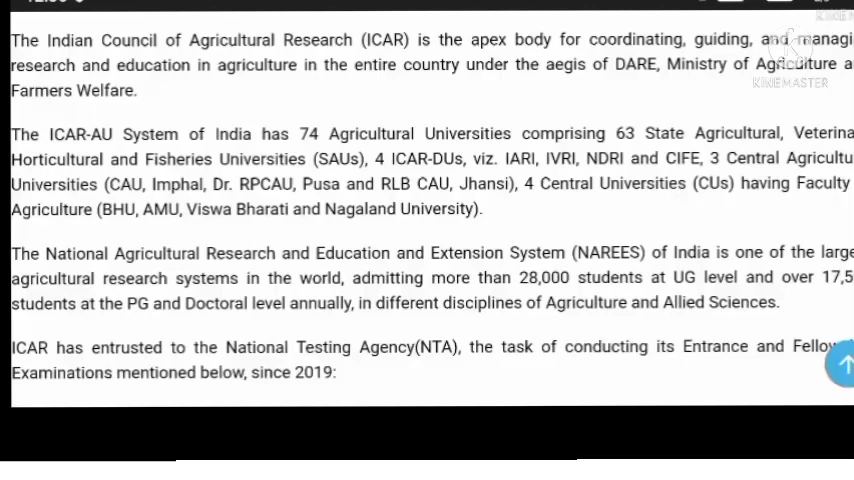 KINEMASTER
The Indian Council of Agricultural Research (ICAR) is the apex body for coordinating, guiding, and managi
research and education in agriculture in the entire country under the aegis of DARE, Ministry of Agriculture a
Farmers Welfare.
KINEMASTER
The ICAR-AU System of India has 74 Agricultural Universities comprising 63 State Agricultural, Veterina
Horticultural and Fisheries Universities (SAUs), 4 ICAR-DUs, viz. IARI, IVRI, NDRI and CIFE, 3 Central Agricultu
Universities (CAU, Imphal, Dr. RPCAU, Pusa and RLB CAU, Jhansi), 4 Central Universities (CUs) having Faculty
Agriculture (BHU, AMU, Viswa Bharati and Nagaland University).
The National Agricultural Research and Education and Extension System (NAREES) of India is one of the large
agricultural research systems in the world, admitting more than 28,000 students at UG level and over 17,5
students at the PG and Doctoral level annually, in different disciplines of Agriculture and Allied Sciences.
ICAR has entrusted to the National Testing Agency(NTA), the task of conducting its Entrance and Fellow
Examinations mentioned below, since 2019: